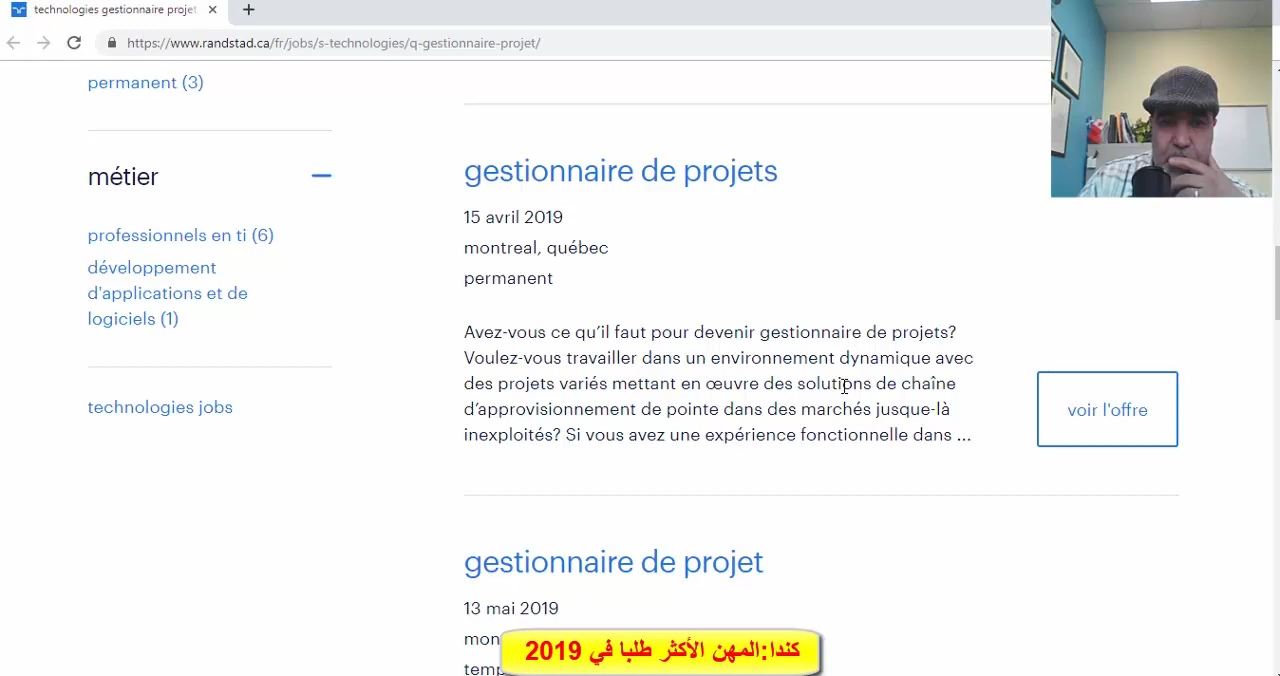 technologies gestionnaire projet
https://www.randstad.ca/fr/jobs/s-technologies/q-gestionnaire-projet/
permanent (3)
métier
professionnels en ti (6)
développement
d'applications et de
logiciels (1)
technologies jobs
gestionnaire de projets
15 avril 2019
montreal, québec
permanent
Avez-vous ce qu’il faut pour devenir gestionnaire de projets?
Voulez-vous travailler dans un environnement dynamique avec
des projets variés mettant en œuvre des solutions de chaîne
d’approvisionnement de pointe dans des marchés jusque-là
inexploités? Si vous avez une expérience fonctionnelle dans ...
voir l'offre
gestionnaire de projet
13 mai 2019
كندا:المهن الأكثر طلبا في 2019